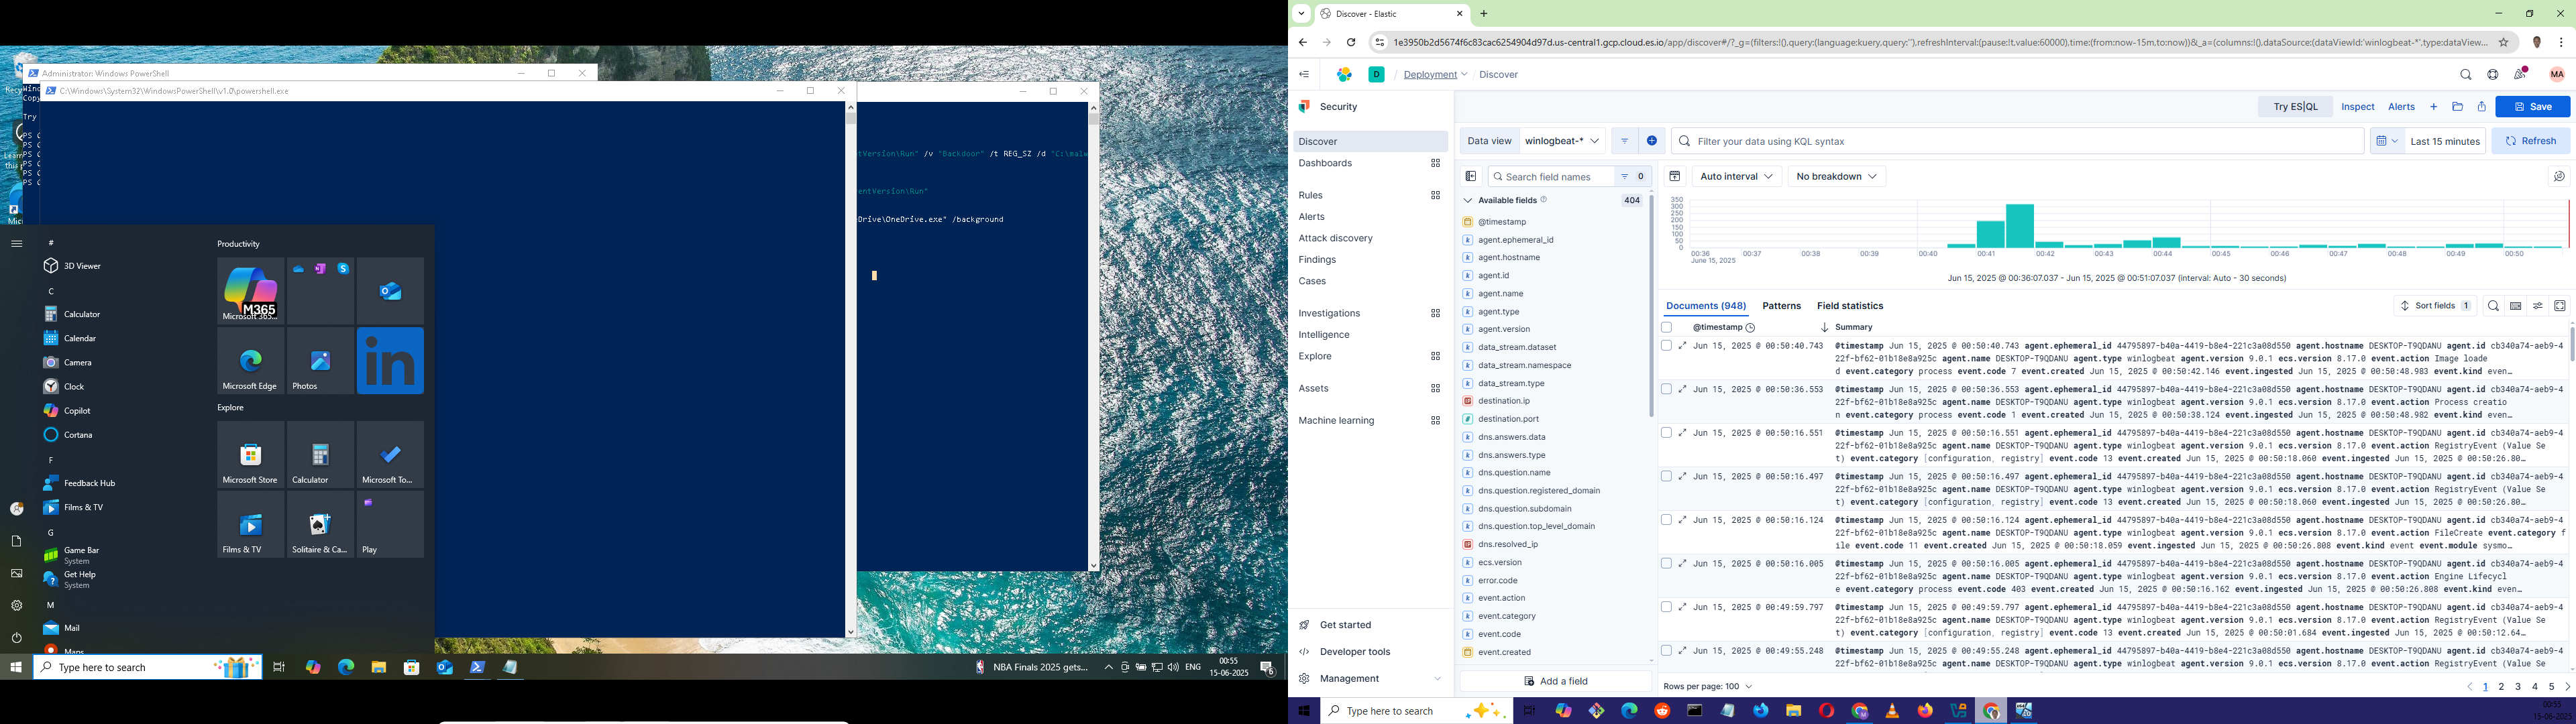 Administrator: Windows PowerShell
C:\Windows\System32\WindowsPowerShell\v1.0\powershell.exe
Try
entVersion\Run" /v "Backdoor" /t REG_SZ /d "C:\malw
entVersion\Run"
eDrive\OneDrive.exe" /background
#
3D Viewer
C
Calculator
Calendar
Camera
Clock
Copilot
Cortana
F
Feedback Hub
Films & TV
G
Game Bar
System
Get Help
System
M
Mail
Maps
Productivity
M365
Microsoft 365...
Microsoft Edge
Photos
in
Explore
Microsoft Store
Calculator
Microsoft To...
Films & TV
Solitaire & Ca...
Play
Type here to search
NBA Finals 2025 gets...
ENG
00:55
15-06-2025
6
Discover - Elastic
1e3950b2d5674f6c83cac6254904d97d.us-central1.gcp.cloud.es.io/app/discover#/?_g=(filters:!(),query:(language:kuery,query:''),refreshInterval:(pause:!t,value:60000),time:(from:now-15m,to:now))&_a=(columns:!(),dataSource:(dataViewId:'winlogbeat-*',type:dataView...
D
Deployment
Discover
MA
Security
Try ES|QL
Inspect
Alerts
Save
Discover
Dashboards
Rules
Alerts
Attack discovery
Findings
Cases
Investigations
Intelligence
Explore
Assets
Machine learning
Get started
Developer tools
Management
Data view
winlogbeat-*
Filter your data using KQL syntax
Last 15 minutes
Refresh
Search field names
0
Available fields
404
@timestamp
agent.ephemeral_id
agent.hostname
agent.id
agent.name
agent.type
agent.version
data_stream.dataset
data_stream.namespace
data_stream.type
destination.ip
destination.port
dns.answers.data
dns.answers.type
dns.question.name
dns.question.registered_domain
dns.question.subdomain
dns.question.top_level_domain
dns.resolved_ip
ecs.version
error.code
event.action
event.category
event.code
event.created
Add a field
Auto interval
No breakdown
350
300
250
200
150
100
50
0
00:36
June 15, 2025
00:37
00:38
00:39
00:40
00:41
00:42
00:43
00:44
00:45
00:46
00:47
00:48
00:49
00:50
Jun 15, 2025 @ 00:36:07.037 - Jun 15, 2025 @ 00:51:07.037 (interval: Auto - 30 seconds)
Documents (948)
Patterns
Field statistics
Sort fields 1
@timestamp
Summary
Jun 15, 2025 @ 00:50:40.743
@timestamp Jun 15, 2025 @ 00:50:40.743 agent.ephemeral_id 44795897-b40a-4419-b8e4-221c3a08d550 agent.hostname DESKTOP-T9QDANU agent.id cb340a74-aeb9-4
22f-bf62-01b18e8a925c agent.name DESKTOP-T9QDANU agent.type winlogbeat agent.version 9.0.1 ecs.version 8.17.0 event.action Image loade
d event.category process event.code 7 event.created Jun 15, 2025 @ 00:50:42.146 event.ingested Jun 15, 2025 @ 00:50:48.983 event.kind even...
Jun 15, 2025 @ 00:50:36.553
@timestamp Jun 15, 2025 @ 00:50:36.553 agent.ephemeral_id 44795897-b40a-4419-b8e4-221c3a08d550 agent.hostname DESKTOP-T9QDANU agent.id cb340a74-aeb9-4
22f-bf62-01b18e8a925c agent.name DESKTOP-T9QDANU agent.type winlogbeat agent.version 9.0.1 ecs.version 8.17.0 event.action Process creatio
n event.category process event.code 1 event.created Jun 15, 2025 @ 00:50:38.124 event.ingested Jun 15, 2025 @ 00:50:48.982 event.kind even...
Jun 15, 2025 @ 00:50:16.551
@timestamp Jun 15, 2025 @ 00:50:16.551 agent.ephemeral_id 44795897-b40a-4419-b8e4-221c3a08d550 agent.hostname DESKTOP-T9QDANU agent.id cb340a74-aeb9-4
22f-bf62-01b18e8a925c agent.name DESKTOP-T9QDANU agent.type winlogbeat agent.version 9.0.1 ecs.version 8.17.0 event.action RegistryEvent (Value Se
t) event.category [configuration, registry] event.code 13 event.created Jun 15, 2025 @ 00:50:18.060 event.ingested Jun 15, 2025 @ 00:50:26.80...
Jun 15, 2025 @ 00:50:16.497
@timestamp Jun 15, 2025 @ 00:50:16.497 agent.ephemeral_id 44795897-b40a-4419-b8e4-221c3a08d550 agent.hostname DESKTOP-T9QDANU agent.id cb340a74-aeb9-4
22f-bf62-01b18e8a925c agent.name DESKTOP-T9QDANU agent.type winlogbeat agent.version 9.0.1 ecs.version 8.17.0 event.action RegistryEvent (Value Se
t) event.category [configuration, registry] event.code 13 event.created Jun 15, 2025 @ 00:50:18.060 event.ingested Jun 15, 2025 @ 00:50:26.80...
Jun 15, 2025 @ 00:50:16.124
@timestamp Jun 15, 2025 @ 00:50:16.124 agent.ephemeral_id 44795897-b40a-4419-b8e4-221c3a08d550 agent.hostname DESKTOP-T9QDANU agent.id cb340a74-aeb9-4
22f-bf62-01b18e8a925c agent.name DESKTOP-T9QDANU agent.type winlogbeat agent.version 9.0.1 ecs.version 8.17.0 event.action FileCreate event.category f
ile event.code 11 event.created Jun 15, 2025 @ 00:50:18.059 event.ingested Jun 15, 2025 @ 00:50:26.808 event.kind event event.module sysmo...
Jun 15, 2025 @ 00:50:16.005
@timestamp Jun 15, 2025 @ 00:50:16.005 agent.ephemeral_id 44795897-b40a-4419-b8e4-221c3a08d550 agent.hostname DESKTOP-T9QDANU agent.id cb340a74-aeb9-4
22f-bf62-01b18e8a925c agent.name DESKTOP-T9QDANU agent.type winlogbeat agent.version 9.0.1 ecs.version 8.17.0 event.action Engine Lifecycl
e event.category process event.code 403 event.created Jun 15, 2025 @ 00:50:16.162 event.ingested Jun 15, 2025 @ 00:50:26.808 event.kind even...
Jun 15, 2025 @ 00:49:59.797
@timestamp Jun 15, 2025 @ 00:49:59.797 agent.ephemeral_id 44795897-b40a-4419-b8e4-221c3a08d550 agent.hostname DESKTOP-T9QDANU agent.id cb340a74-aeb9-4
22f-bf62-01b18e8a925c agent.name DESKTOP-T9QDANU agent.type winlogbeat agent.version 9.0.1 ecs.version 8.17.0 event.action RegistryEvent (Value Se
t) event.category [configuration, registry] event.code 13 event.created Jun 15, 2025 @ 00:50:01.684 event.ingested Jun 15, 2025 @ 00:50:12.64...
Jun 15, 2025 @ 00:49:55.248
@timestamp Jun 15, 2025 @ 00:49:55.248 agent.ephemeral_id 44795897-b40a-4419-b8e4-221c3a08d550 agent.hostname DESKTOP-T9QDANU agent.id cb340a74-aeb9-4
22f-bf62-01b18e8a925c agent.name DESKTOP-T9QDANU agent.type winlogbeat agent.version 9.0.1 ecs.version 8.17.0 event.action RegistryEvent (Value Se
Rows per page: 100
1 2 3 4 5
Type here to search
00:55